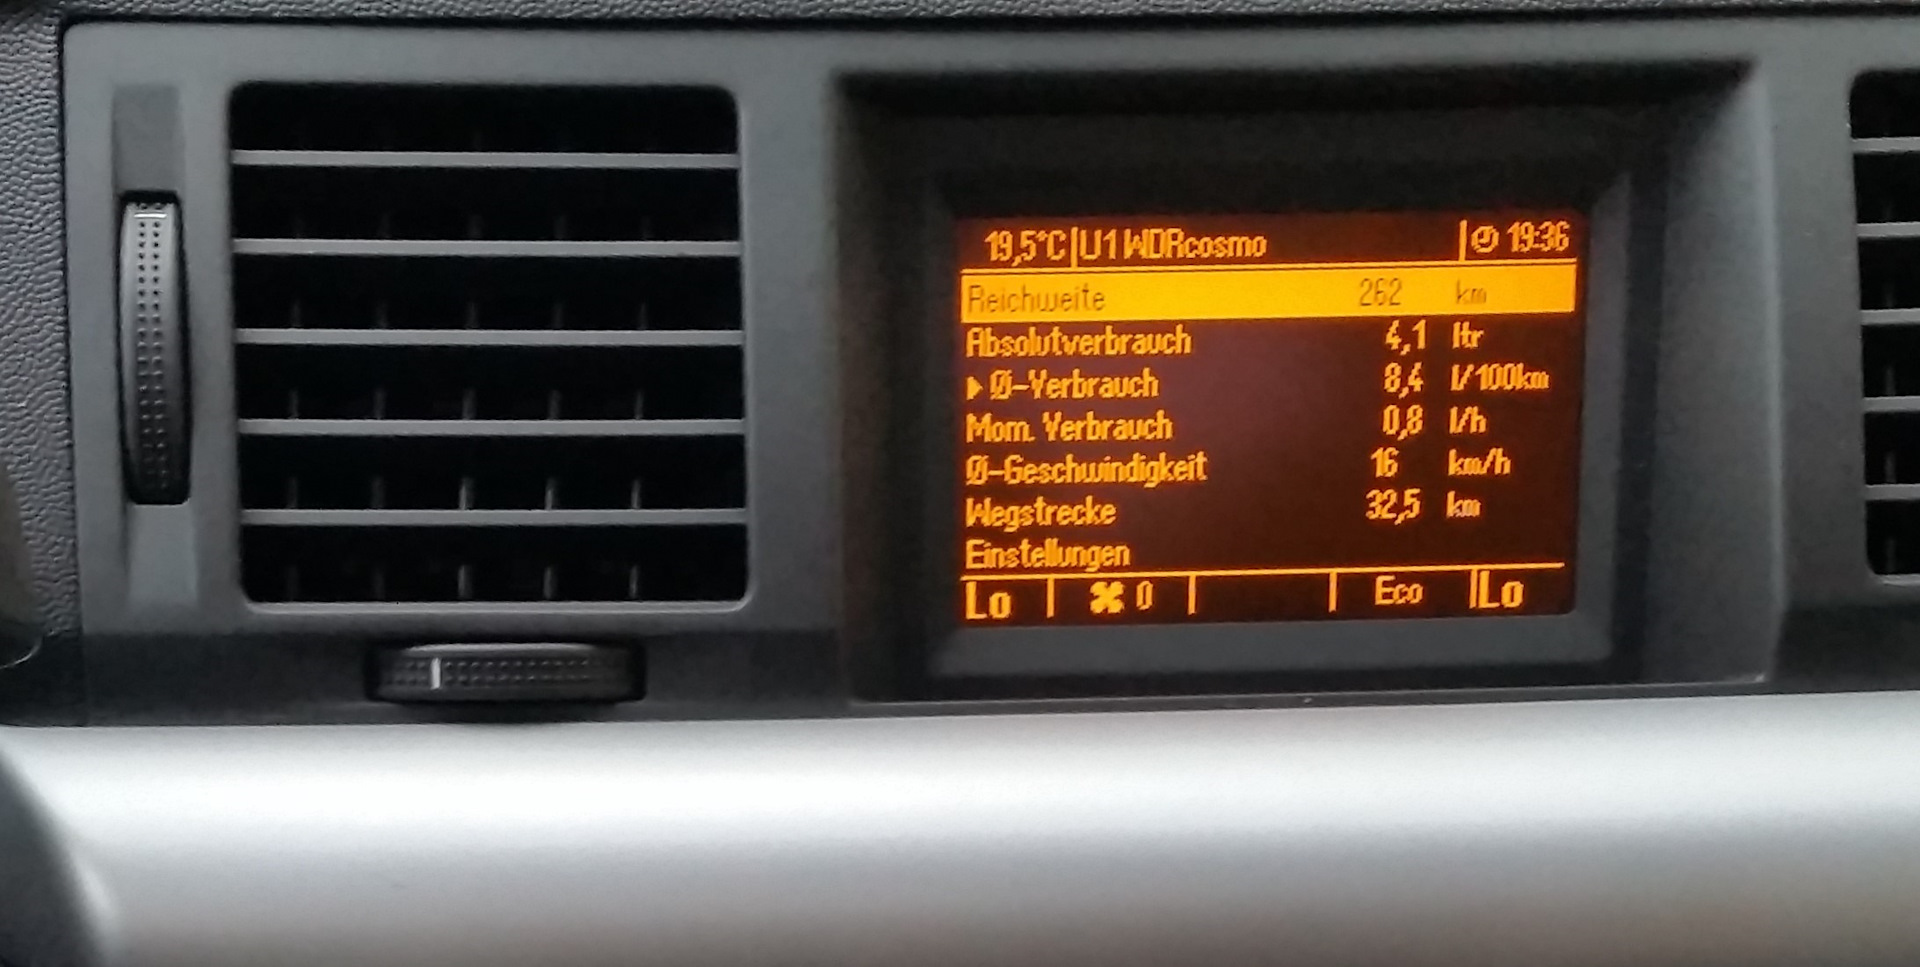 19,5°C U1 WDRcosmo 19:36
Reichweite 262 km
Absolutverbrauch 4,1 ltr
Ø-Verbrauch 8,4 l/100km
Mom. Verbrauch 0,8 l/h
Ø-Geschwindigkeit 16 km/h
Wegstrecke 32,5 km
Einstellungen
Lo 0 Eco Lo